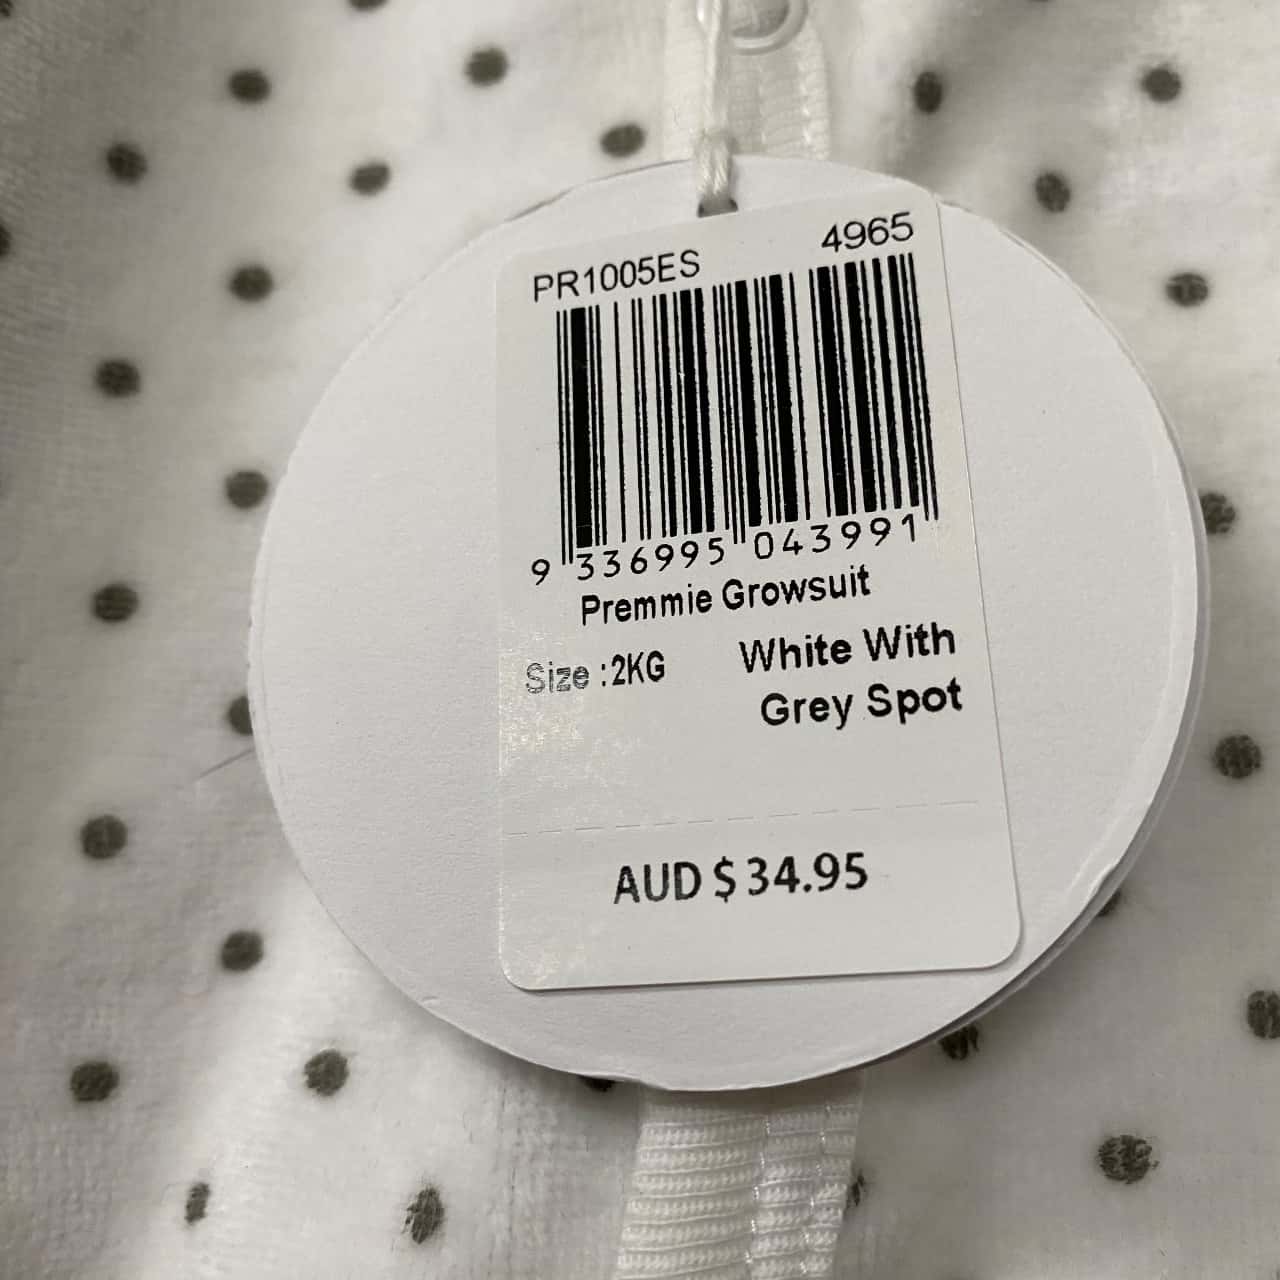 PR1005ES 4965
9 336995 043991
Premmie Growsuit
Size :2KG White With
Grey Spot
AUD $ 34.95